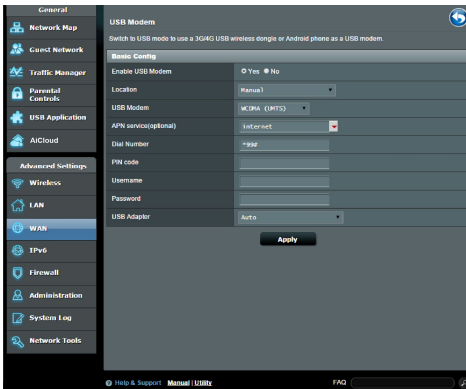 General
Network Map
Guest Network
Traffic Manager
Parental
Controls
USB Application
AiCloud
Advanced Settings
Wireless
LAN
WAN
IPv6
Firewall
Administration
System Log
Network Tools
USB Modem
Switch to USB mode to use a 3G/4G USB wireless dongle or Android phone as a USB modem.
Basic Config
Enable USB Modem Yes No
Location Manual
USB Modem WCDMA (UMTS)
APN service(optional) internet
Dial Number *99#
PIN code
Username
Password
USB Adapter Auto
Apply
Help & Support Manual | Utility FAQ